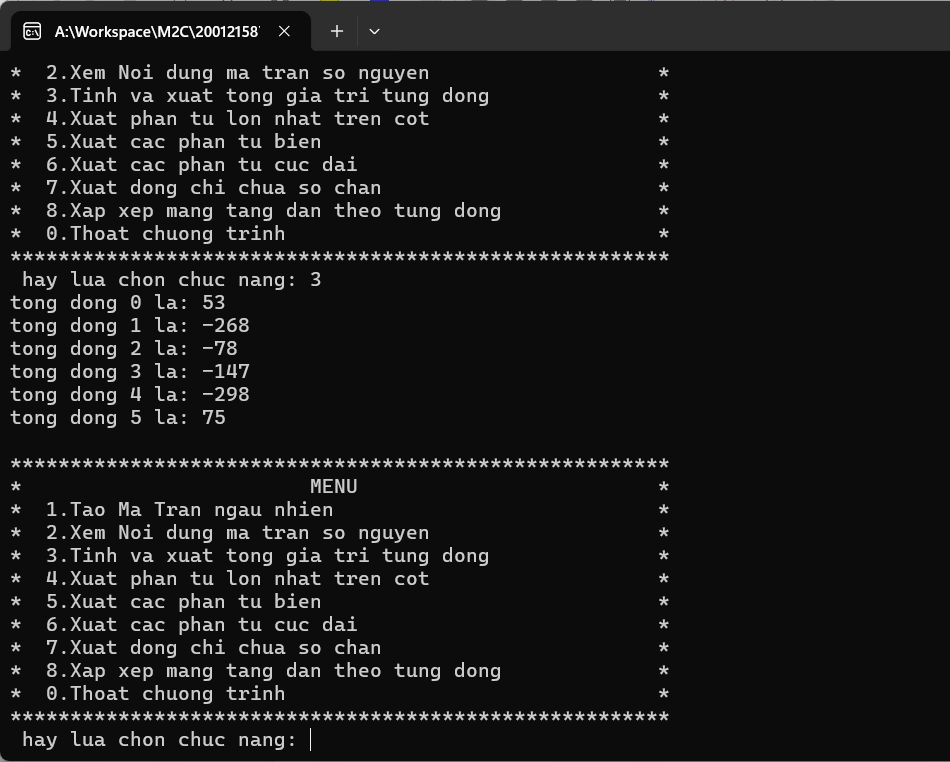 A:\Workspace\M2C\20012158
*  2.Xem Noi dung ma tran so nguyen                   *
*  3.Tinh va xuat tong gia tri tung dong              *
*  4.Xuat phan tu lon nhat tren cot                   *
*  5.Xuat cac phan tu bien                            *
*  6.Xuat cac phan tu cuc dai                         *
*  7.Xuat dong chi chua so chan                       *
*  8.Xap xep mang tang dan theo tung dong             *
*  0.Thoat chuong trinh                               *
*******************************************************
 hay lua chon chuc nang: 3
tong dong 0 la: 53
tong dong 1 la: -268
tong dong 2 la: -78
tong dong 3 la: -147
tong dong 4 la: -298
tong dong 5 la: 75
*******************************************************
*                        MENU                         *
*  1.Tao Ma Tran ngau nhien                           *
*  2.Xem Noi dung ma tran so nguyen                   *
*  3.Tinh va xuat tong gia tri tung dong              *
*  4.Xuat phan tu lon nhat tren cot                   *
*  5.Xuat cac phan tu bien                            *
*  6.Xuat cac phan tu cuc dai                         *
*  7.Xuat dong chi chua so chan                       *
*  8.Xap xep mang tang dan theo tung dong             *
*  0.Thoat chuong trinh                               *
*******************************************************
 hay lua chon chuc nang: